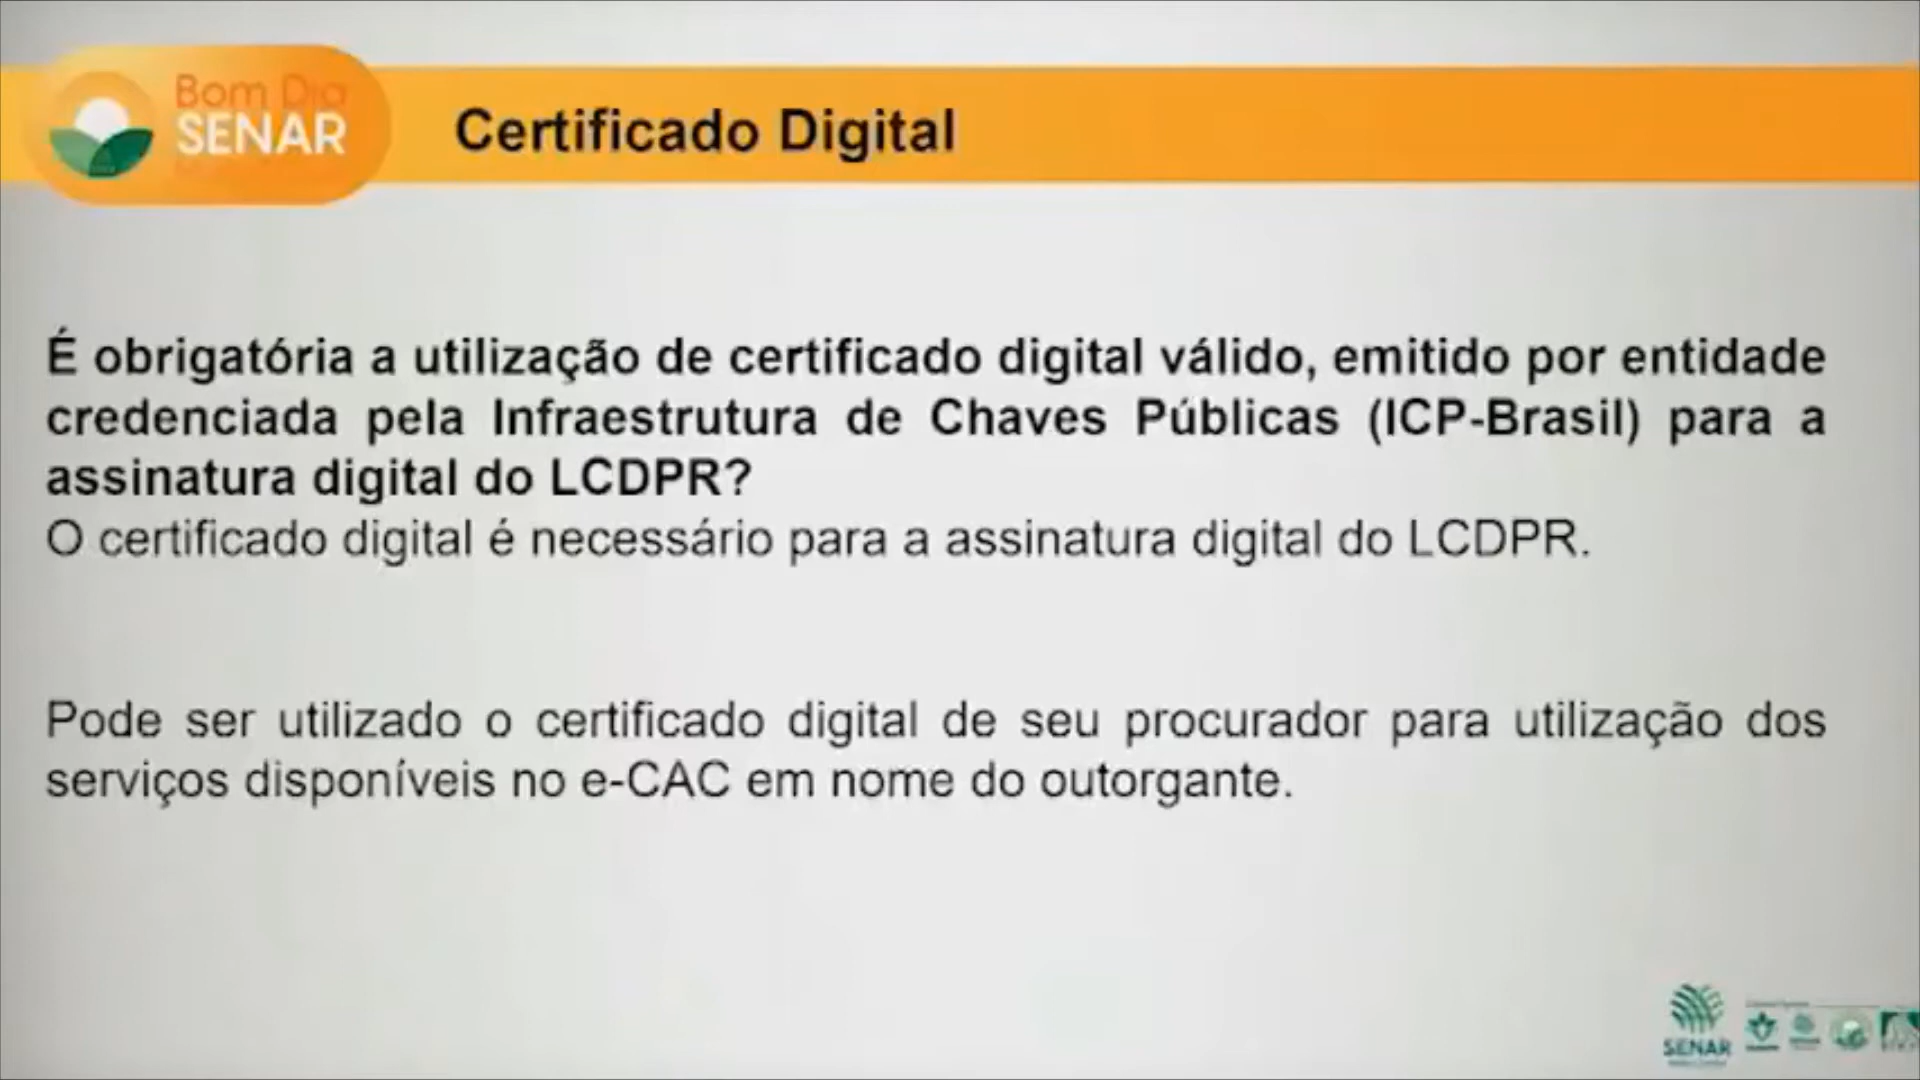 Bom Dia
SENAR
Certificado Digital
É obrigatória a utilização de certificado digital válido, emitido por entidade
credenciada pela Infraestrutura de Chaves Públicas (ICP-Brasil) para a
assinatura digital do LCDPR?
O certificado digital é necessário para a assinatura digital do LCDPR.
Pode ser utilizado o certificado digital de seu procurador para utilização dos
serviços disponíveis no e-CAC em nome do outorgante.
SENAR